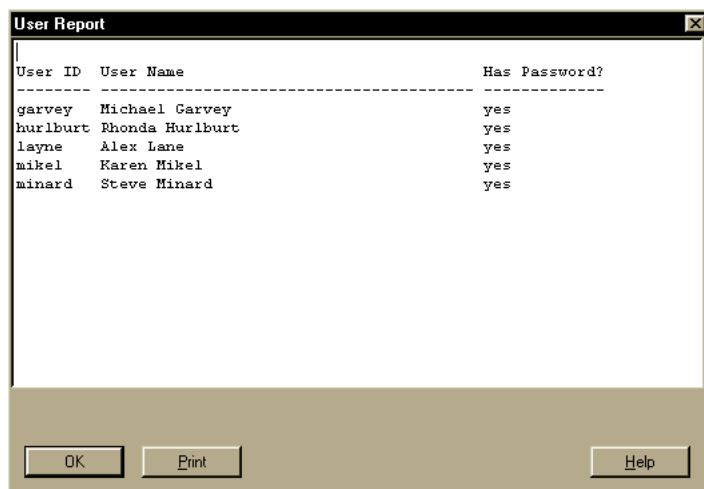 User Report
User ID User Name Has Password?
-------- ----------------------------------------- -------------
garvey Michael Garvey yes
hurlburt Rhonda Hurlburt yes
layne Alex Lane yes
mikel Karen Mikel yes
minard Steve Minard yes
OK Print Help